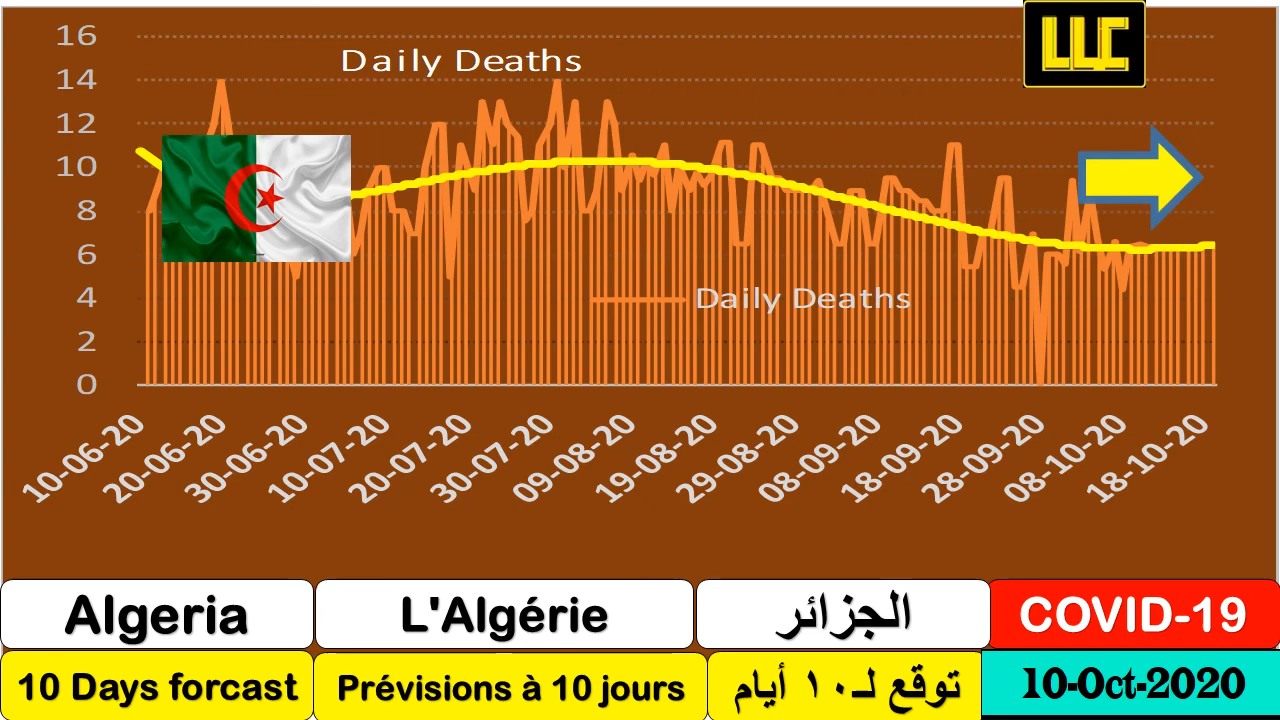 LLC
Daily Deaths
16
14
12
10
8
6
4
2
0
Daily Deaths
10-06-20
20-06-20
30-06-20
10-07-20
20-07-20
30-07-20
09-08-20
19-08-20
29-08-20
08-09-20
18-09-20
28-09-20
08-10-20
18-10-20
Algeria
L'Algérie
الجزائر
COVID-19
10 Days forcast
Prévisions à 10 jours
توقع لـ١٠ أيام
10-Oct-2020